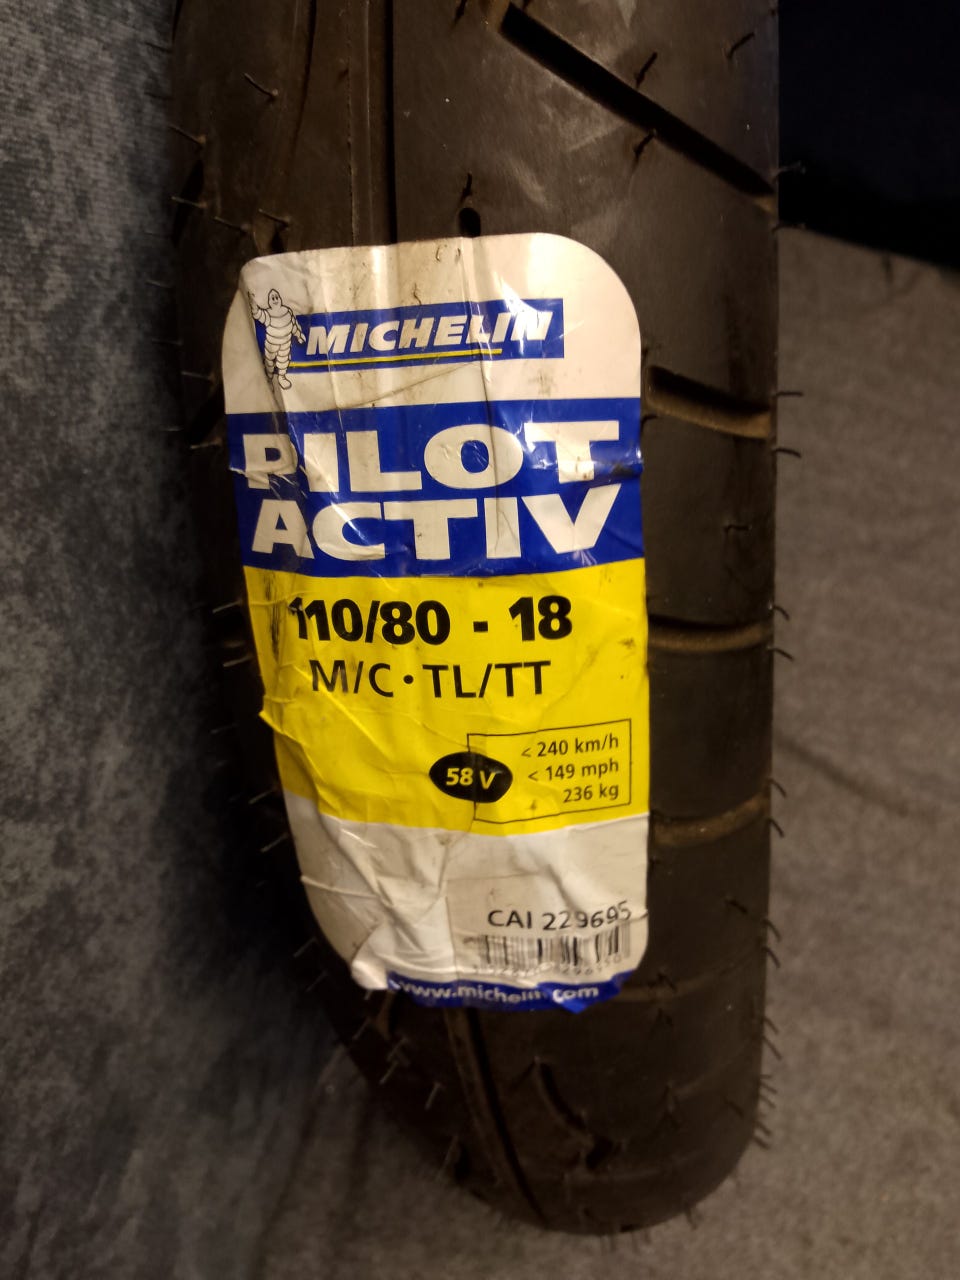 MICHELIN
PILOT
ACTIV
110/80 - 18
M/C • TL/TT
58 V
< 240 km/h
< 149 mph
236 kg
CAI 229695
www.michelin.com